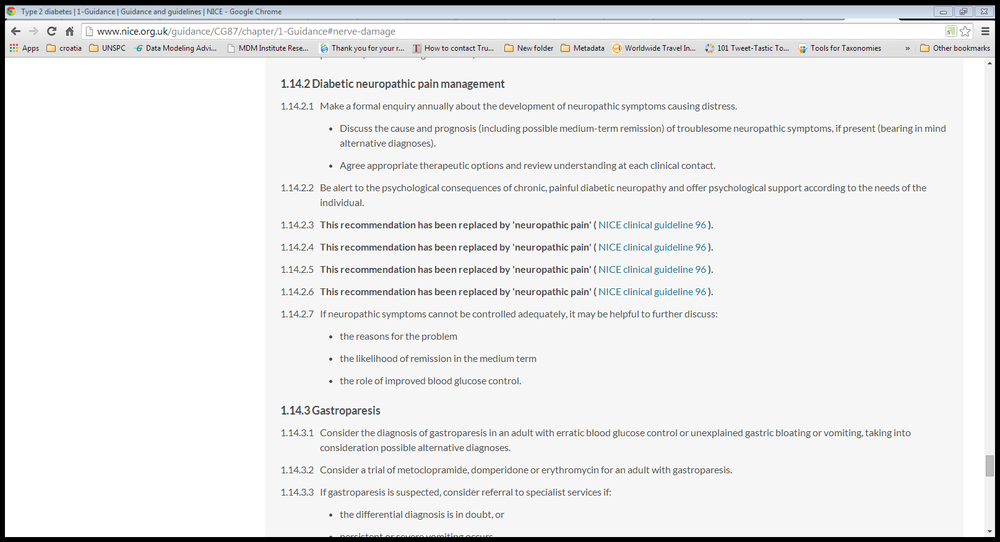 Type 2 diabetes | 1-Guidance | Guidance and guidelines | NICE - Google Chrome
www.nice.org.uk/guidance/CG87/chapter/1-Guidance#nerve-damage
Apps croatia UNSPC Data Modeling Advi... MDM Institute Rese... Thank you for your r... How to contact Tru... New folder Metadata Worldwide Travel In... 101 Tweet-Tastic To... Tools for Taxonomies » Other bookmarks
1.14.2 Diabetic neuropathic pain management
1.14.2.1 Make a formal enquiry annually about the development of neuropathic symptoms causing distress.
• Discuss the cause and prognosis (including possible medium-term remission) of troublesome neuropathic symptoms, if present (bearing in mind
alternative diagnoses).
• Agree appropriate therapeutic options and review understanding at each clinical contact.
1.14.2.2 Be alert to the psychological consequences of chronic, painful diabetic neuropathy and offer psychological support according to the needs of the
individual.
1.14.2.3 This recommendation has been replaced by 'neuropathic pain' ( NICE clinical guideline 96 ).
1.14.2.4 This recommendation has been replaced by 'neuropathic pain' ( NICE clinical guideline 96 ).
1.14.2.5 This recommendation has been replaced by 'neuropathic pain' ( NICE clinical guideline 96 ).
1.14.2.6 This recommendation has been replaced by 'neuropathic pain' ( NICE clinical guideline 96 ).
1.14.2.7 If neuropathic symptoms cannot be controlled adequately, it may be helpful to further discuss:
• the reasons for the problem
• the likelihood of remission in the medium term
• the role of improved blood glucose control.
1.14.3 Gastroparesis
1.14.3.1 Consider the diagnosis of gastroparesis in an adult with erratic blood glucose control or unexplained gastric bloating or vomiting, taking into
consideration possible alternative diagnoses.
1.14.3.2 Consider a trial of metoclopramide, domperidone or erythromycin for an adult with gastroparesis.
1.14.3.3 If gastroparesis is suspected, consider referral to specialist services if:
• the differential diagnosis is in doubt, or
• persistent or severe vomiting occurs